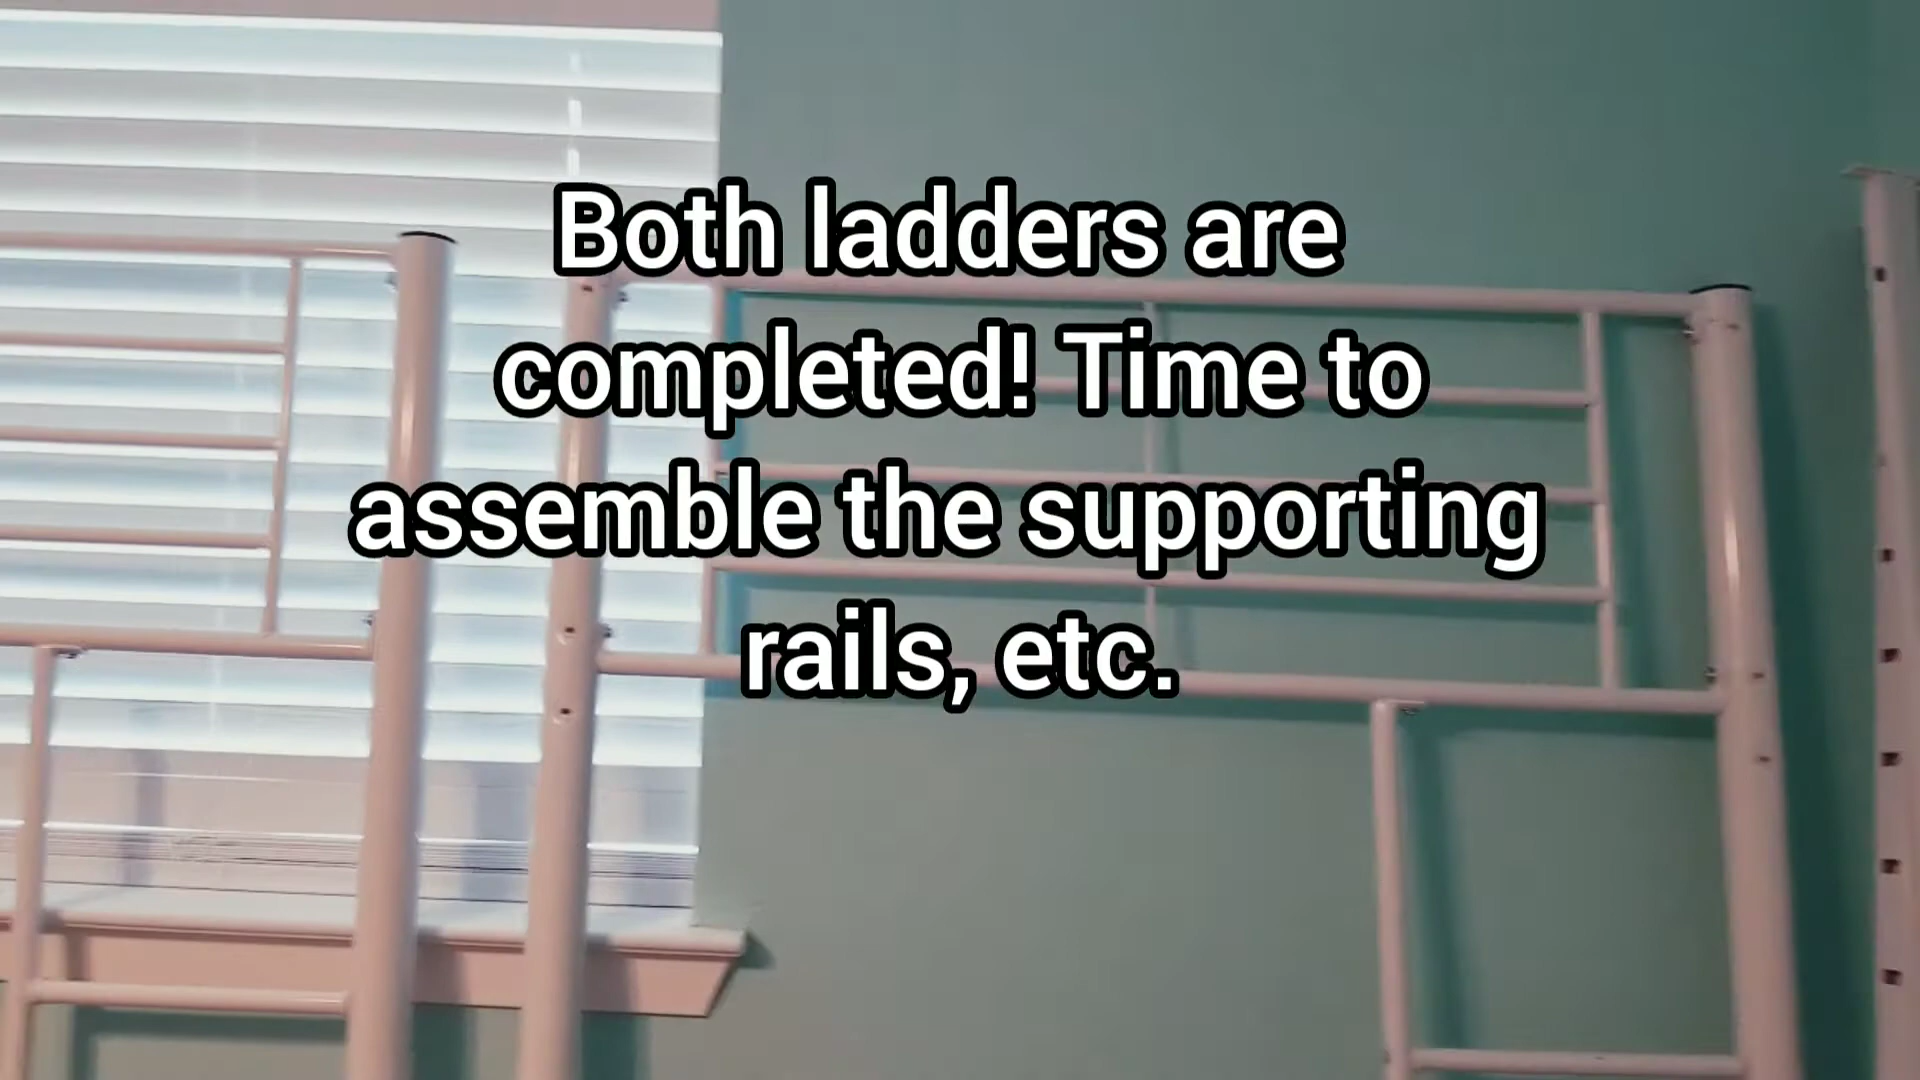 Both ladders are
completed! Time to
assemble the supporting
rails, etc.